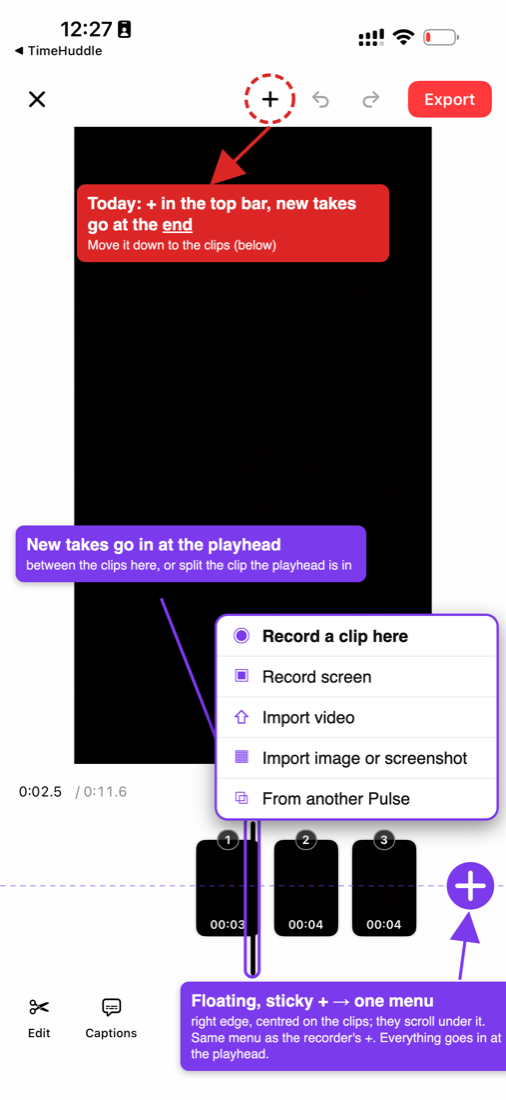 12:27
◀ TimeHuddle
Export
Today: + in the top bar, new takes
go at the end
Move it down to the clips (below)
New takes go in at the playhead
between the clips here, or split the clip the playhead is in
Record a clip here
Record screen
Import video
Import image or screenshot
From another Pulse
0:02.5 / 0:11.6
1 2 3
00:03 00:04 00:04
Floating, sticky + → one menu
right edge, centred on the clips; they scroll under it.
Same menu as the recorder's +. Everything goes in at
the playhead.
Edit Captions